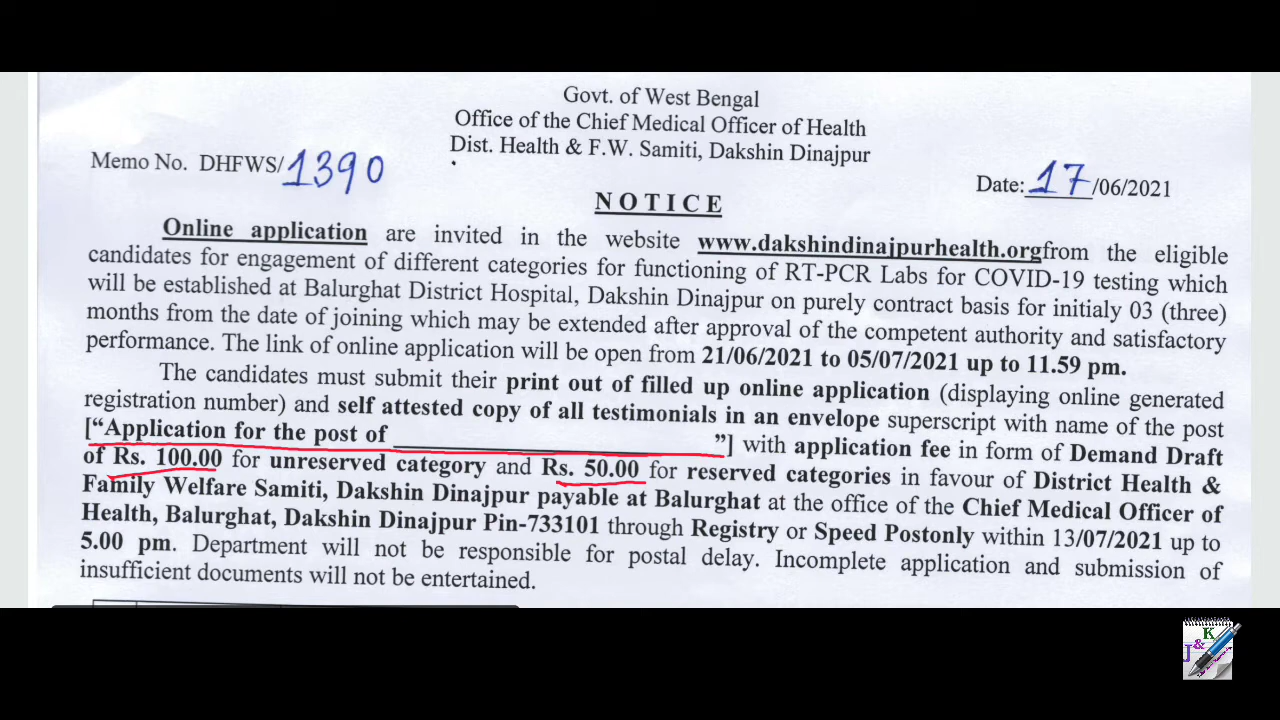 Govt. of West Bengal
Office of the Chief Medical Officer of Health
Dist. Health & F.W. Samiti, Dakshin Dinajpur
Memo No. DHFWS/1390
Date: 17/06/2021
NOTICE
Online application are invited in the website www.dakshindinajpurhealth.orgfrom the eligible
candidates for engagement of different categories for functioning of RT-PCR Labs for COVID-19 testing which
will be established at Balurghat District Hospital, Dakshin Dinajpur on purely contract basis for initialy 03 (three)
months from the date of joining which may be extended after approval of the competent authority and satisfactory
performance. The link of online application will be open from 21/06/2021 to 05/07/2021 up to 11.59 pm.
The candidates must submit their print out of filled up online application (displaying online generated
registration number) and self attested copy of all testimonials in an envelope superscript with name of the post
["Application for the post of ____________________"] with application fee in form of Demand Draft
of Rs. 100.00 for unreserved category and Rs. 50.00 for reserved categories in favour of District Health &
Family Welfare Samiti, Dakshin Dinajpur payable at Balurghat at the office of the Chief Medical Officer of
Health, Balurghat, Dakshin Dinajpur Pin-733101 through Registry or Speed Postonly within 13/07/2021 up to
5.00 pm. Department will not be responsible for postal delay. Incomplete application and submission of
insufficient documents will not be entertained.
J&K